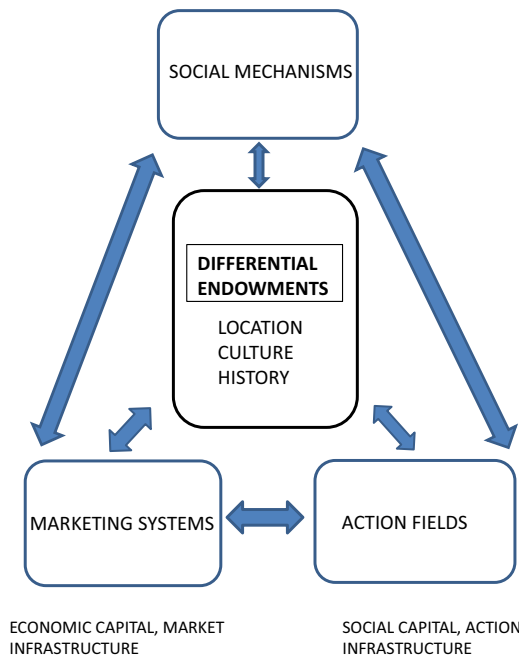 SOCIAL MECHANISMS
DIFFERENTIAL
ENDOWMENTS
LOCATION
CULTURE
HISTORY
MARKETING SYSTEMS
ACTION FIELDS
ECONOMIC CAPITAL, MARKET
INFRASTRUCTURE
SOCIAL CAPITAL, ACTION
INFRASTRUCTURE